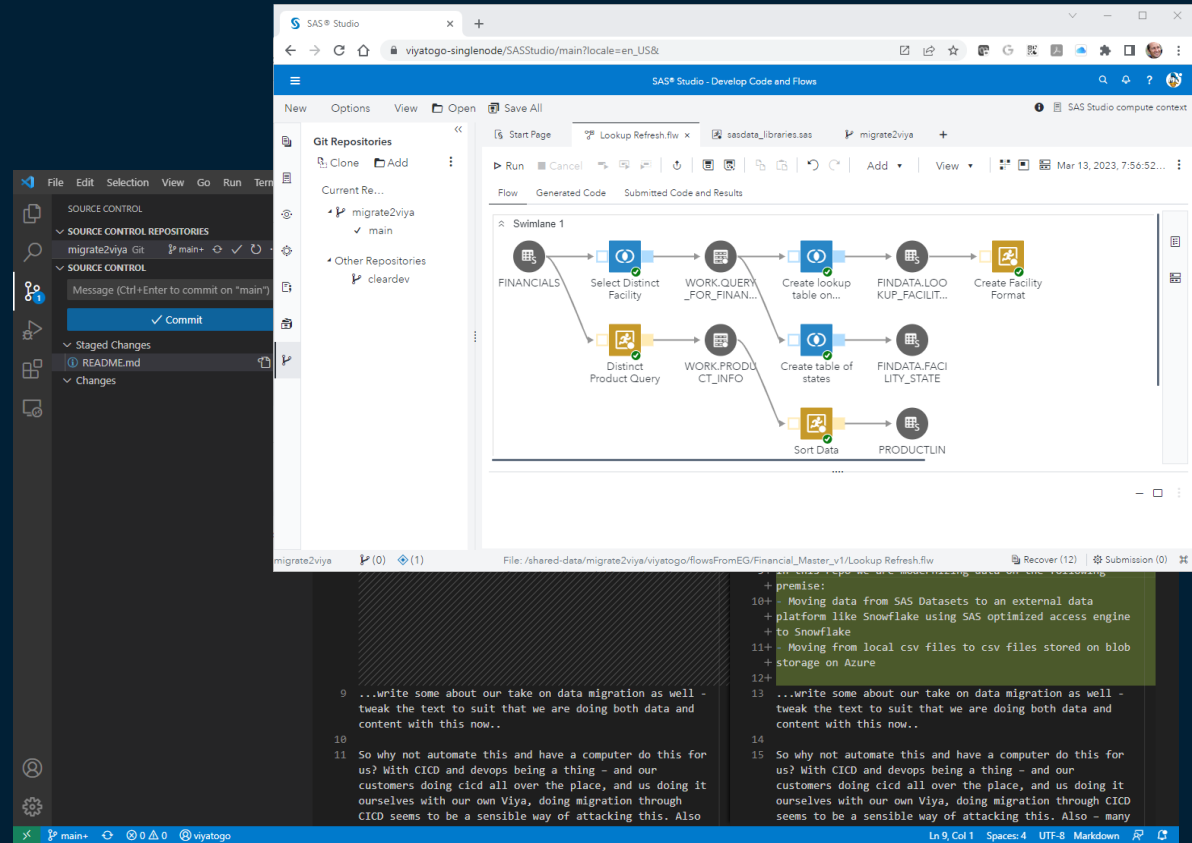 SAS® Studio
viyatogo-singlenode/SASStudio/main?locale=en_US&
SAS® Studio - Develop Code and Flows
New Options View Open Save All
SAS Studio compute context
Git Repositories
Clone Add
Current Re...
migrate2viya
main
Other Repositories
cleardev
Start Page Lookup Refresh.flw sasdata_libraries.sas migrate2viya
Run Cancel Add View Mar 13, 2023, 7:56:52...
Flow Generated Code Submitted Code and Results
Swimlane 1
FINANCIALS
Select Distinct
Facility
WORK.QUERY
_FOR_FINAN...
Create lookup
table on...
FINDATA.LOO
KUP_FACILIT...
Create Facility
Format
Distinct
Product Query
WORK.PRODU
CT_INFO
Create table of
states
FINDATA.FACI
LITY_STATE
Sort Data
PRODUCTLIN
migrate2viya (0) (1)
File: /shared-data/migrate2viya/viyatogo/flowsFromEG/Financial_Master_v1/Lookup Refresh.flw
Recover (12) Submission (0)
File Edit Selection View Go Run Term
SOURCE CONTROL
SOURCE CONTROL REPOSITORIES
migrate2viya Git main+
SOURCE CONTROL
1
Message (Ctrl+Enter to commit on "main")
Commit
Staged Changes
README.md
Changes
9 ...write some about our take on data migration as well -
tweak the text to suit that we are doing both data and
content with this now..
10
11 So why not automate this and have a computer do this for
us? With CICD and devops being a thing – and our
customers doing cicd all over the place, and us doing it
ourselves with our own Viya, doing migration through
CICD seems to be a sensible way of attacking this. Also
9+ In this repo we are modernizing data on the following
+ premise:
10+ - Moving data from SAS Datasets to an external data
+ platform like Snowflake using SAS optimized access engine
+ to Snowflake
11+ - Moving from local csv files to csv files stored on blob
+ storage on Azure
12+
13 ...write some about our take on data migration as well -
tweak the text to suit that we are doing both data and
content with this now..
14
15 So why not automate this and have a computer do this for
us? With CICD and devops being a thing – and our
customers doing cicd all over the place, and us doing it
ourselves with our own Viya, doing migration through CICD
seems to be a sensible way of attacking this. Also – many
main+ 0 0 viyatogo
Ln 9, Col 1 Spaces: 4 UTF-8 Markdown